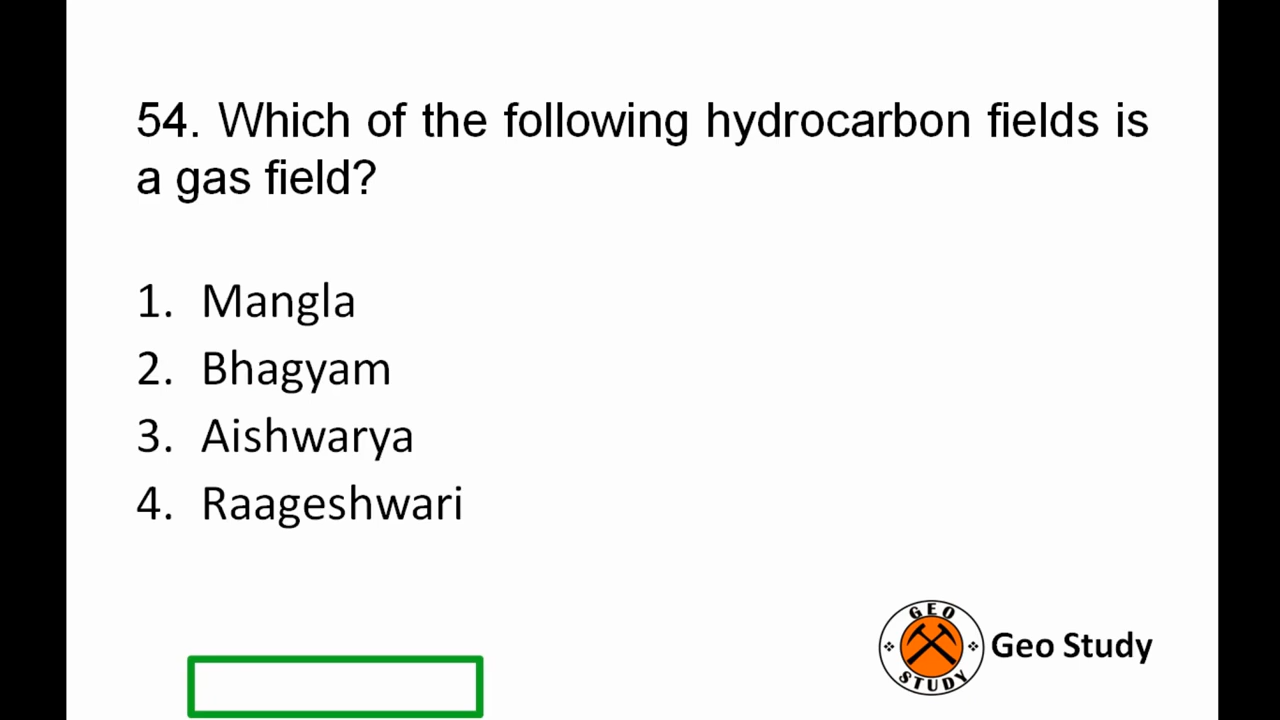 54. Which of the following hydrocarbon fields is
a gas field?
1. Mangla
2. Bhagyam
3. Aishwarya
4. Raageshwari
GEO
STUDY
Geo Study